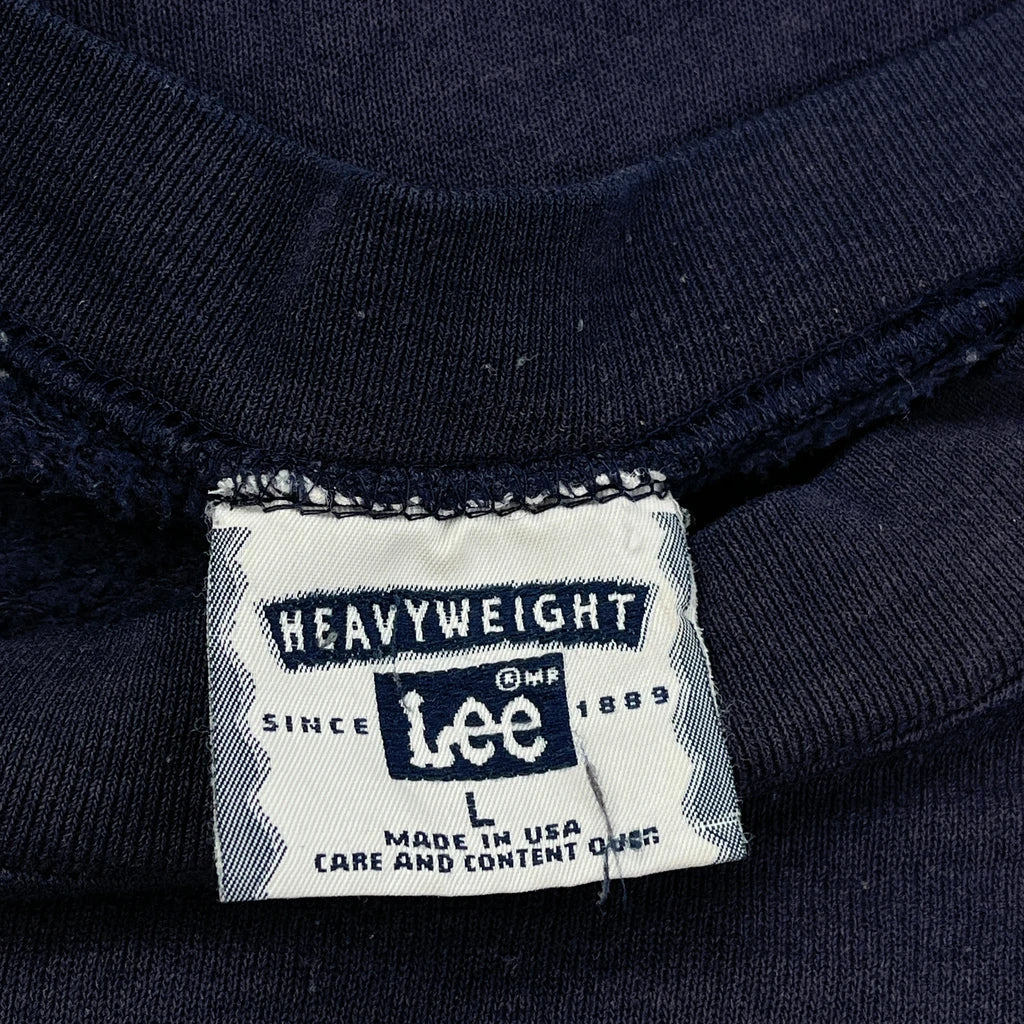 HEAVYWEIGHT
® MR
Lee
SINCE 1889
L
MADE IN USA
CARE AND CONTENT OVER